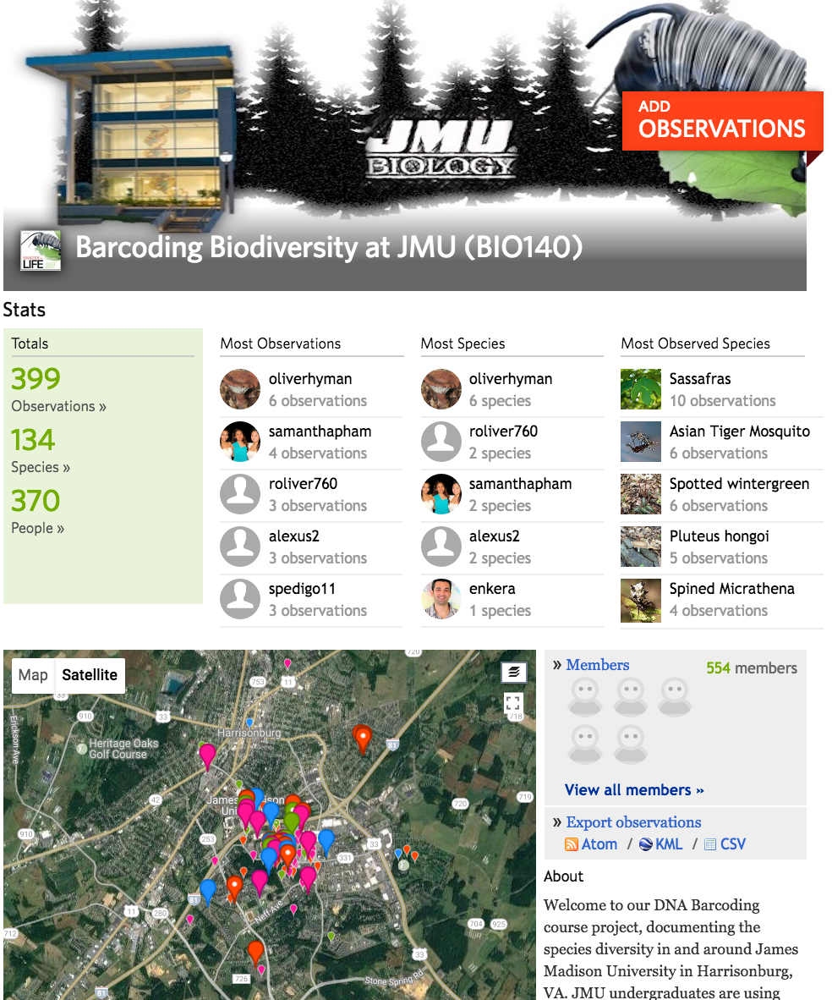 JMU
BIOLOGY
ADD
OBSERVATIONS
LIFE
Barcoding Biodiversity at JMU (BIO140)
Stats
Totals
399
Observations »
134
Species »
370
People »
Most Observations
oliverhyman
6 observations
samanthapham
4 observations
roliver760
3 observations
alexus2
3 observations
spedigo11
3 observations
Most Species
oliverhyman
6 species
roliver760
2 species
samanthapham
2 species
alexus2
2 species
enkera
1 species
Most Observed Species
Sassafras
10 observations
Asian Tiger Mosquito
6 observations
Spotted wintergreen
6 observations
Pluteus hongoi
5 observations
Spined Micrathena
4 observations
Map Satellite
720
753
11
33
33
910
718
Erickson Ave
Harrisonburg
Heritage Oaks
Golf Course
81
42
719
720
910
253
33
331
81
11
280
Neff Ave
704
925
712
33
726
Stone Spring Rd
81
» Members
554 members
View all members »
» Export observations
Atom / KML / CSV
About
Welcome to our DNA Barcoding
course project, documenting the
species diversity in and around James
Madison University in Harrisonburg,
VA. JMU undergraduates are using